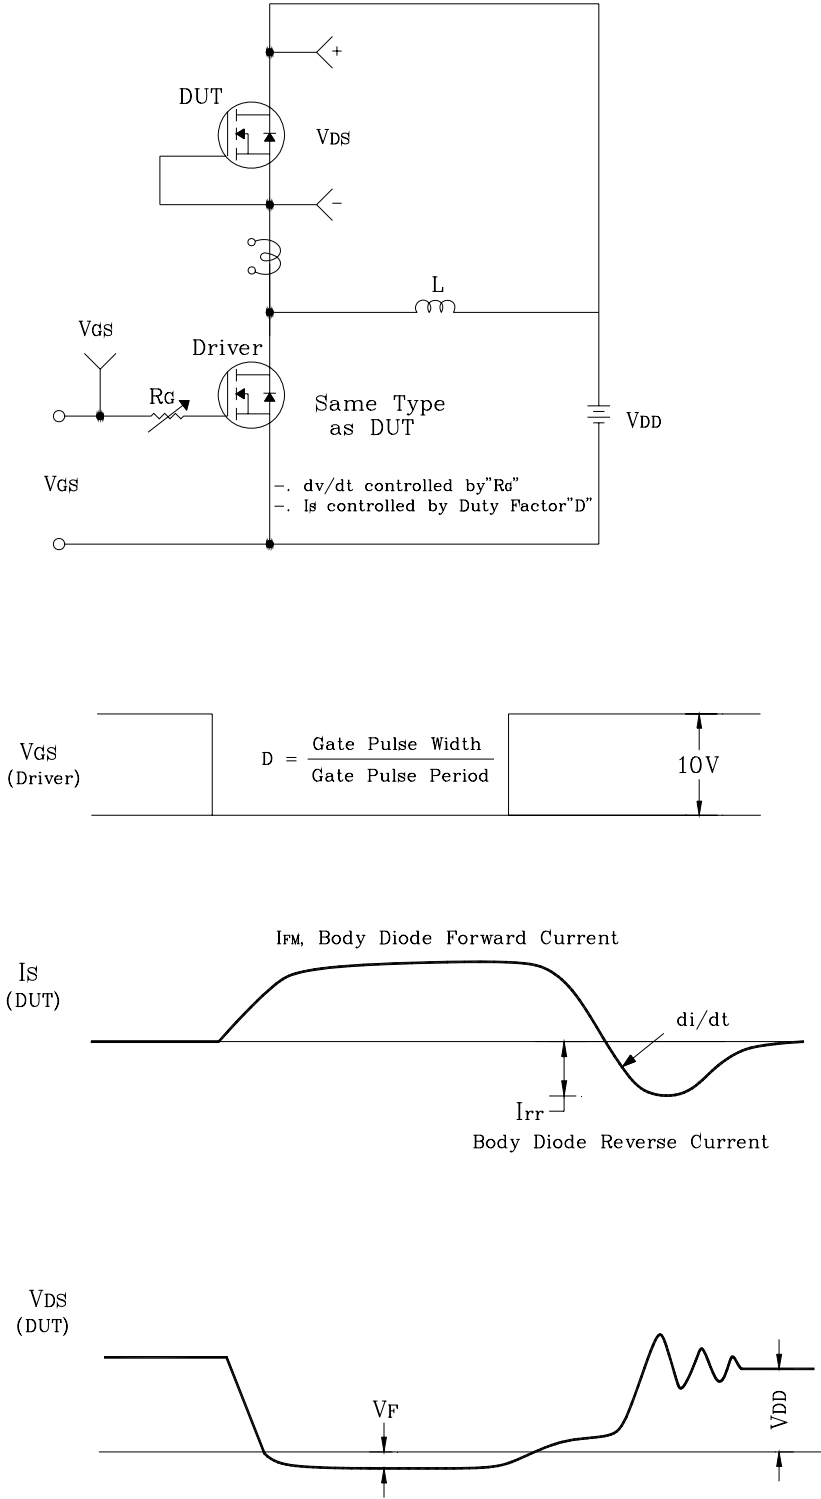 +
DUT
VDS
−
L
VGS
Driver
RG
Same Type
as DUT
VDD
VGS
−. dv/dt controlled by"RG"
−. Is controlled by Duty Factor"D"
VGS
(Driver)
D = Gate Pulse Width
Gate Pulse Period
10V
IFM, Body Diode Forward Current
IS
(DUT)
di/dt
Irr
Body Diode Reverse Current
VDS
(DUT)
VF
VDD